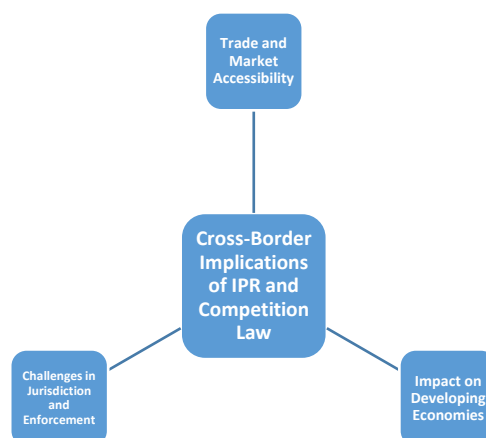 Trade and
Market
Accessibility
Cross-Border
Implications
of IPR and
Competition
Law
Challenges in
Jurisdiction
and
Enforcement
Impact on
Developing
Economies